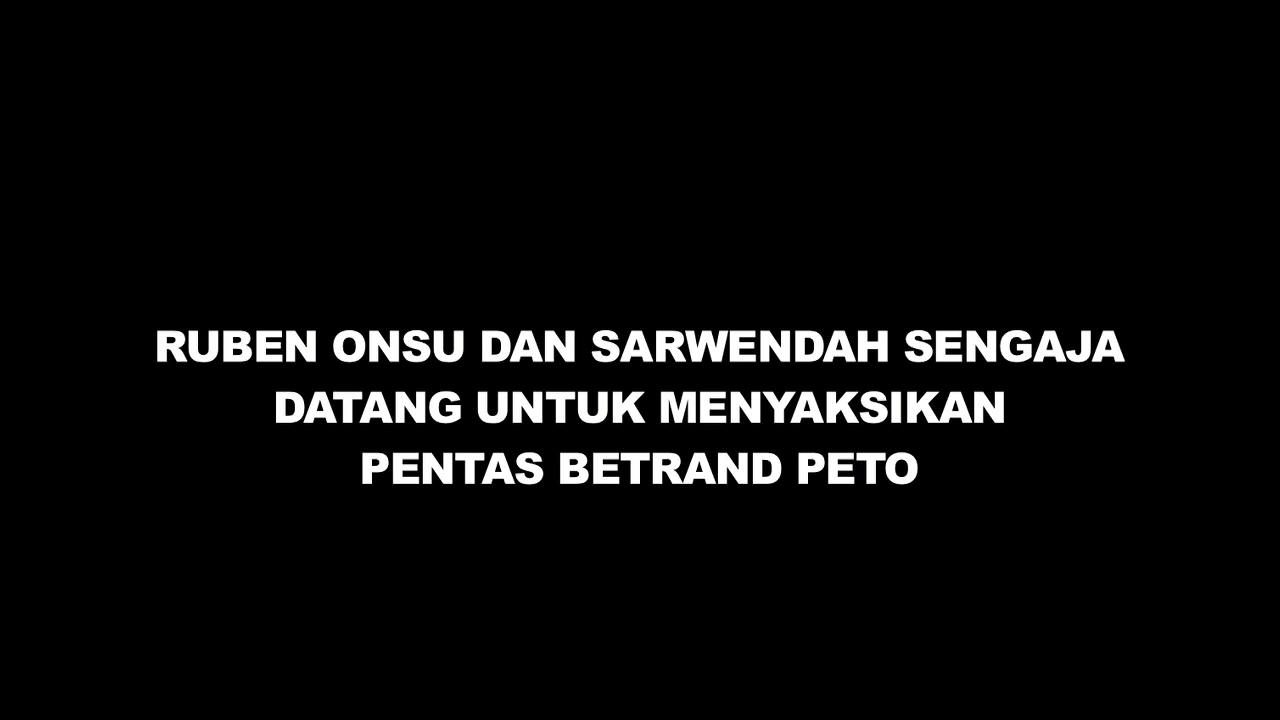 RUBEN ONSU DAN SARWENDAH SENGAJA
DATANG UNTUK MENYAKSIKAN
PENTAS BETRAND PETO